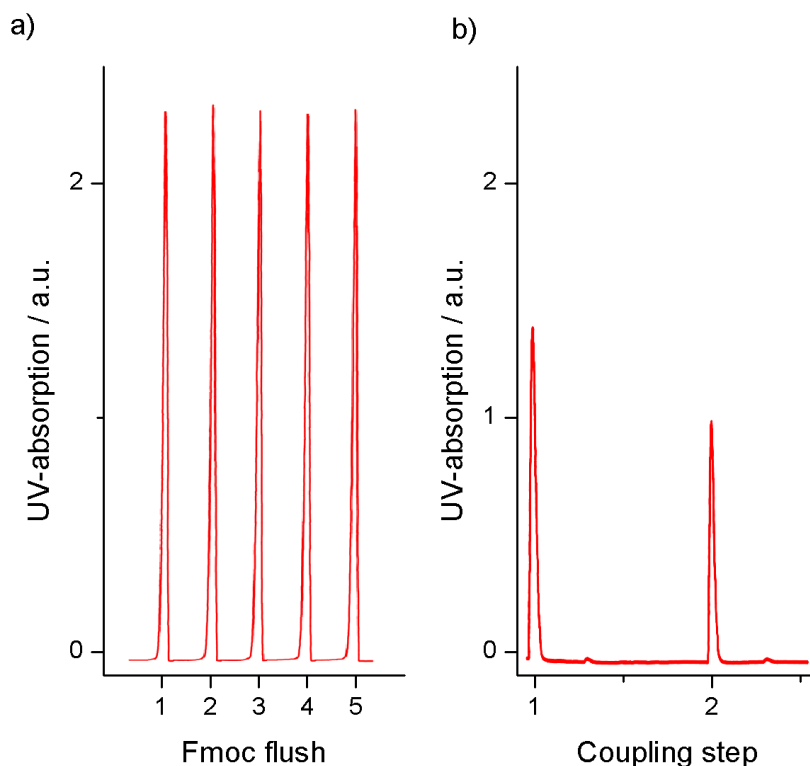 a)
2
1
0
UV-absorption / a.u.
1 2 3 4 5
Fmoc flush
b)
2
1
0
UV-absorption / a.u.
1 2
Coupling step